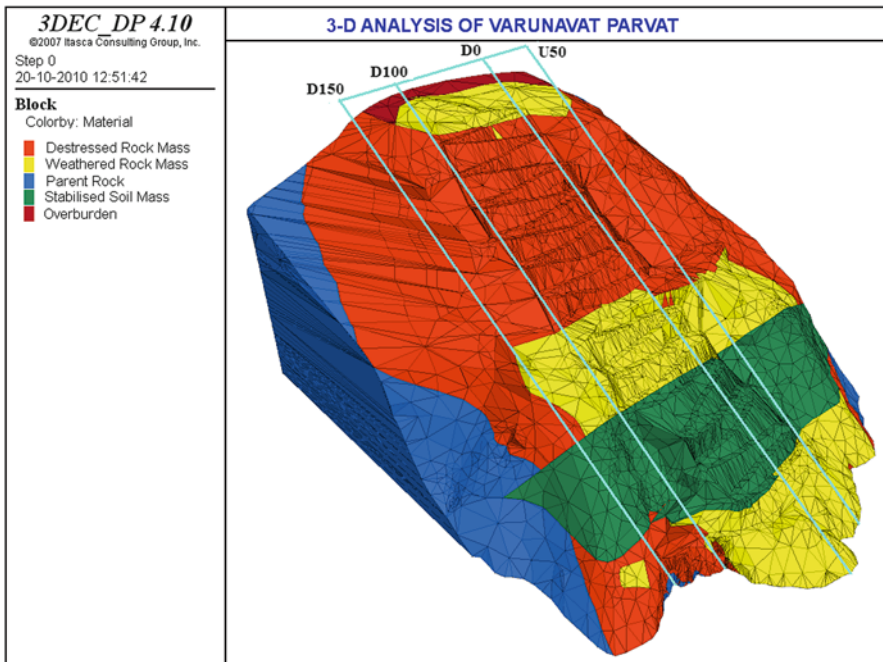 3DEC_DP 4.10
©2007 Itasca Consulting Group, Inc.
Step 0
20-10-2010 12:51:42
Block
Colorby: Material
Destressed Rock Mass
Weathered Rock Mass
Parent Rock
Stabilised Soil Mass
Overburden
3-D ANALYSIS OF VARUNAVAT PARVAT
D0
U50
D100
D150